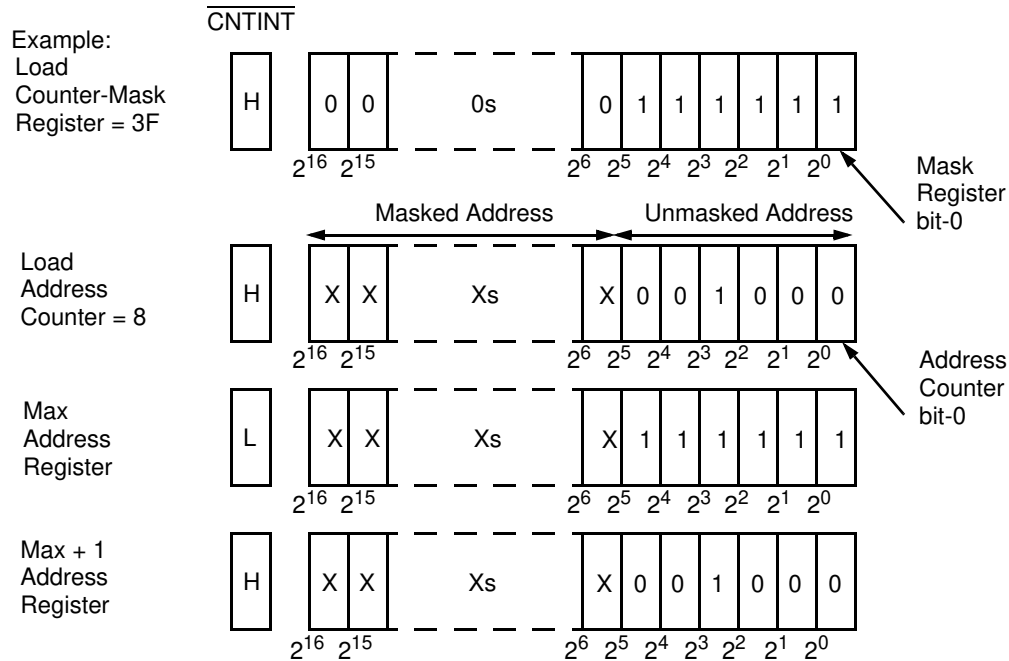 CNTINT
Example:
Load
Counter-Mask
Register = 3F
H 0 0 0s 0 1 1 1 1 1 1
2^16 2^15 2^6 2^5 2^4 2^3 2^2 2^1 2^0
Mask
Register
bit-0
Masked Address Unmasked Address
Load
Address
Counter = 8
H X X Xs X 0 0 1 0 0 0
2^16 2^15 2^6 2^5 2^4 2^3 2^2 2^1 2^0
Address
Counter
bit-0
Max
Address
Register
L X X Xs X 1 1 1 1 1 1
2^16 2^15 2^6 2^5 2^4 2^3 2^2 2^1 2^0
Max + 1
Address
Register
H X X Xs X 0 0 1 0 0 0
2^16 2^15 2^6 2^5 2^4 2^3 2^2 2^1 2^0